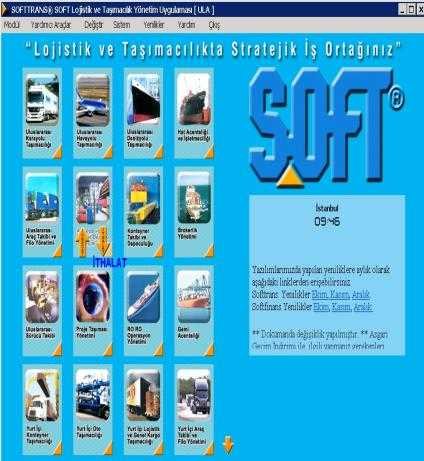 SOFTTRANS® SOFT Lojistik ve Taşımacılık Yönetim Uygulaması [ ULA ]
Modül Yardımcı Araçlar Değiştir Sistem Yenilikler Yardım Çıkış
"Lojistik ve Taşımacılıkta Stratejik İş Ortağınız"
Uluslararası Karayolu Taşımacılığı
Uluslararası Havayolu Taşımacılığı
Uluslararası Denizyolu Taşımacılığı
Hat Acenteliği ve İşletmeciliği
SOFT®
Uluslararası Araç Takibi ve Filo Yönetimi
İTHALAT
Konteyner Takibi ve Depoculuğu
Brokerlik Yönetimi
İstanbul
09:46
Uluslararası Sürücü Takibi
Proje Taşıması Yönetimi
RO RO Operasyon Yönetimi
Gemi Acenteliği
Yazılımlarımızda yapılan yeniliklere aylık olarak
aşağıdaki linklerden erişebilirsiniz
Softtrans Yenilikler Ekim, Kasım, Aralık
Softfinans Yenilikler Ekim, Kasım, Aralık
** Dokumanda değişiklik yapılmıştır. ** Asgari
Geçim İndirimi ile ilgili yapmanız gerekenleri
Yurt İçi Konteyner Taşımacılığı
Yurt İçi Oto Taşımacılığı
Yurt İçi Lojistik ve Genel Kargo Taşımacılığı
Yurt İçi Araç Takibi ve Filo Yönetimi